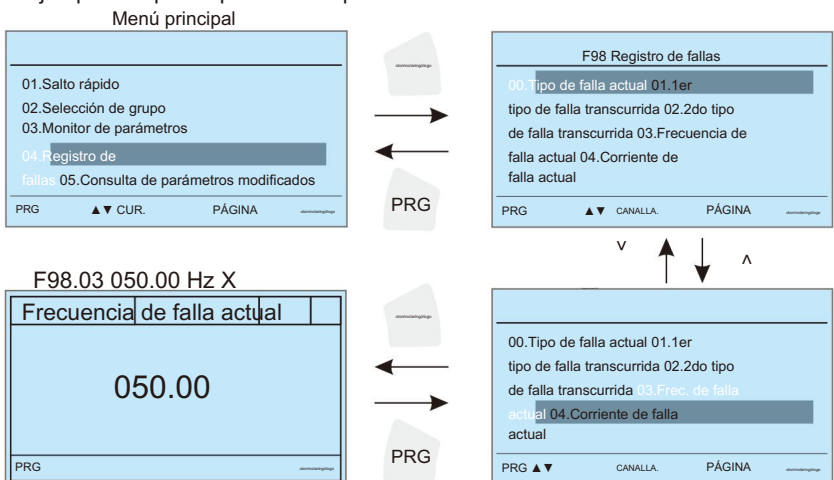 Menú principal
01.Salto rápido
02.Selección de grupo
03.Monitor de parámetros
04.Registro de
fallas 05.Consulta de parámetros modificados
PRG ▲▼ CUR. PÁGINA
PRG
F98 Registro de fallas
00.Tipo de falla actual 01.1er
tipo de falla transcurrida 02.2do tipo
de falla transcurrida 03.Frecuencia de
falla actual 04.Corriente de
falla actual
PRG ▲▼ CANALLA. PÁGINA
v ʌ
F98.03 050.00 Hz X
Frecuencia de falla actual
050.00
PRG
PRG
00.Tipo de falla actual 01.1er
tipo de falla transcurrida 02.2do tipo
de falla transcurrida 03.Frec. de falla
actual 04.Corriente de falla
actual
PRG ▲▼ CANALLA. PÁGINA